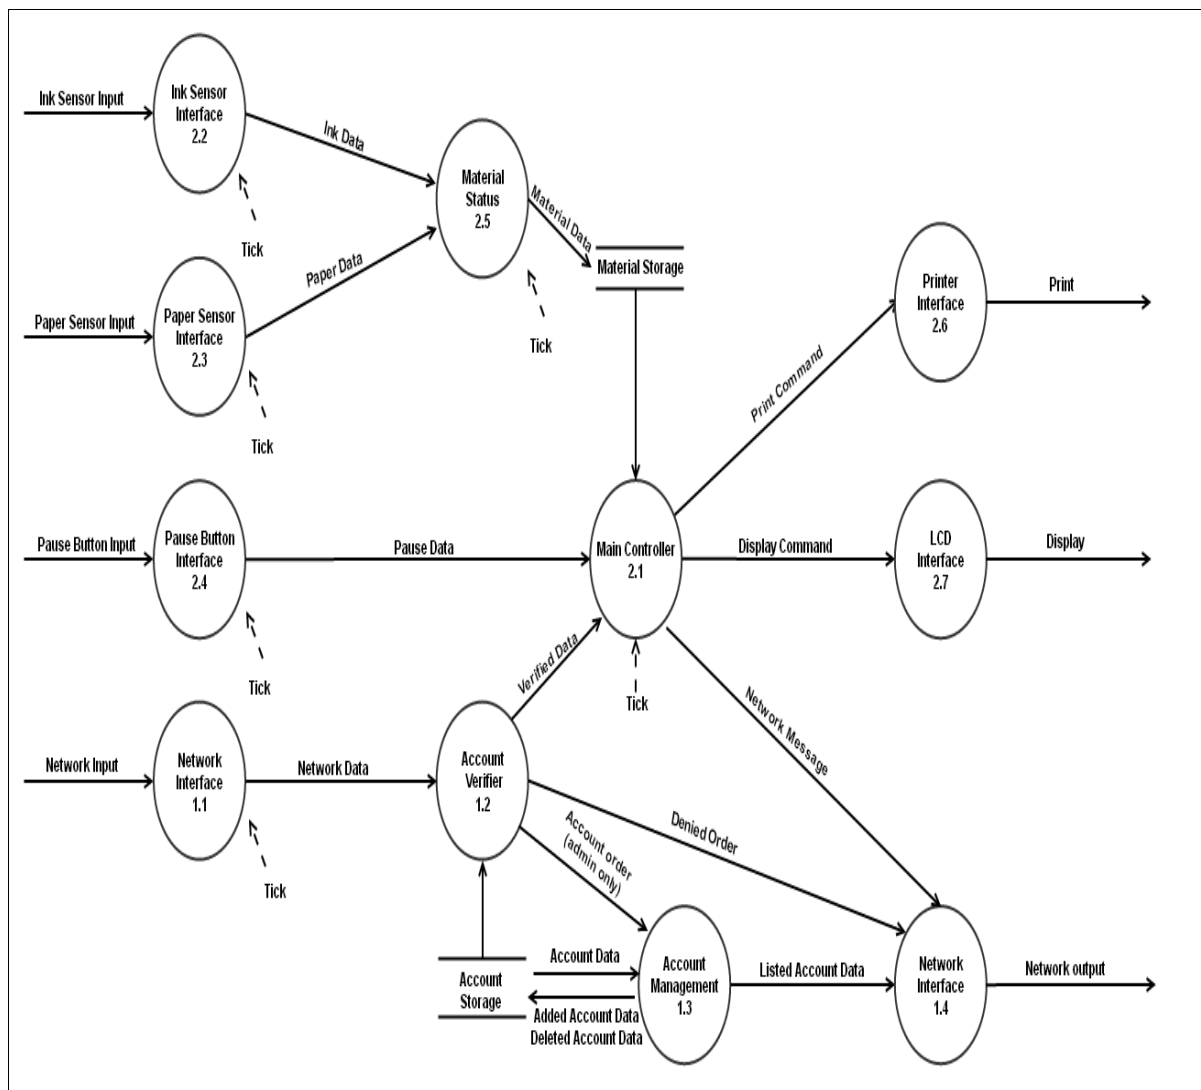 Ink Sensor Input
Ink Sensor
Interface
2.2
Ink Data
Tick
Material
Status
2.5
Material Data
Tick
Material Storage
Paper Sensor Input
Paper Sensor
Interface
2.3
Paper Data
Tick
Printer
Interface
2.6
Print
Print Command
Pause Button Input
Pause Button
Interface
2.4
Pause Data
Tick
Main Controller
2.1
Tick
Display Command
LCD
Interface
2.7
Display
Verified Data
Network Message
Network Input
Network
Interface
1.1
Network Data
Tick
Account
Verifier
1.2
Denied Order
Account order
(admin only)
Account
Storage
Account Data
Added Account Data
Deleted Account Data
Account
Management
1.3
Listed Account Data
Network
Interface
1.4
Network output